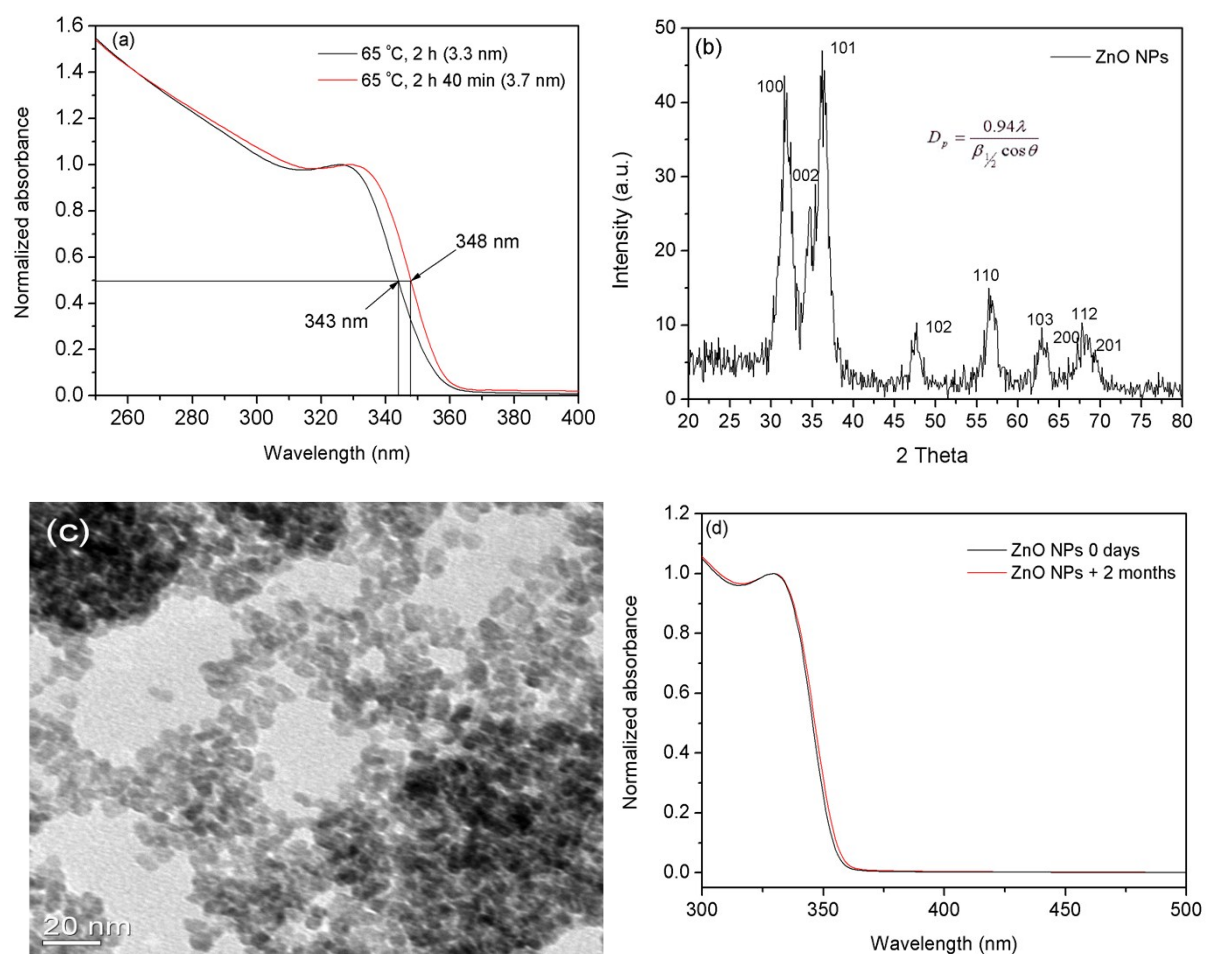 (a)
65 °C, 2 h (3.3 nm)
65 °C, 2 h 40 min (3.7 nm)
1.6
1.4
1.2
1.0
0.8
0.6
0.4
0.2
0.0
Normalized absorbance
348 nm
343 nm
260 280 300 320 340 360 380 400
Wavelength (nm)
(b)
ZnO NPs
50
40
30
20
10
0
Intensity (a.u.)
100
002
101
102
110
103
200
112
201
D_p = 0.94λ / β_½ cosθ
20 25 30 35 40 45 50 55 60 65 70 75 80
2 Theta
(c)
20 nm
(d)
ZnO NPs 0 days
ZnO NPs + 2 months
1.2
1.0
0.8
0.6
0.4
0.2
0.0
Normalized absorbance
300 350 400 450 500
Wavelength (nm)